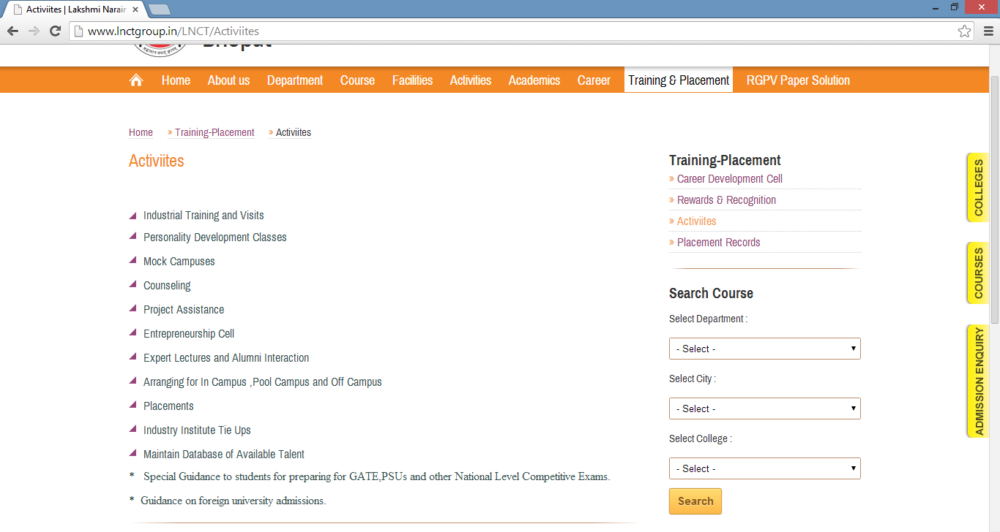 Activiites | Lakshmi Narain
www.lnctgroup.in/LNCT/Activiites
Bhopal
Home About us Department Course Facilities Activities Academics Career Training & Placement RGPV Paper Solution
Home » Training-Placement » Activiites
Activiites
Industrial Training and Visits
Personality Development Classes
Mock Campuses
Counseling
Project Assistance
Entrepreneurship Cell
Expert Lectures and Alumni Interaction
Arranging for In Campus ,Pool Campus and Off Campus
Placements
Industry Institute Tie Ups
Maintain Database of Available Talent
* Special Guidance to students for preparing for GATE,PSUs and other National Level Competitive Exams.
* Guidance on foreign university admissions.
Training-Placement
» Career Development Cell
» Rewards & Recognition
» Activiites
» Placement Records
Search Course
Select Department :
- Select -
Select City :
- Select -
Select College :
- Select -
Search
COLLEGES
COURSES
ADMISSION ENQUIRY